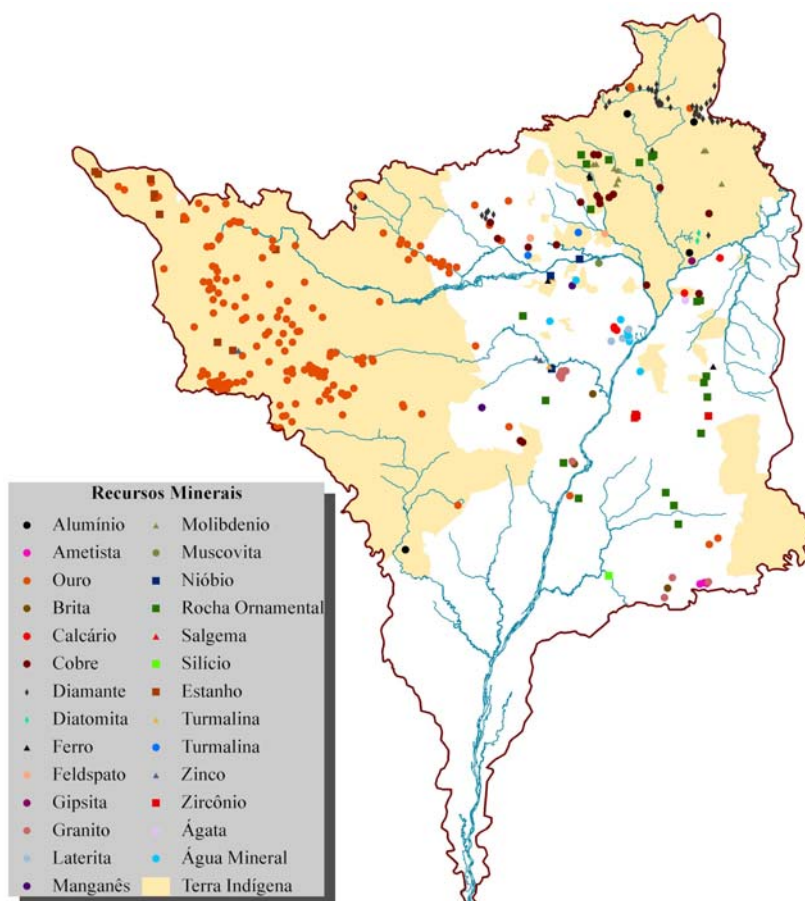 Recursos Minerais
Alumínio
Ametista
Ouro
Brita
Calcário
Cobre
Diamante
Diatomita
Ferro
Feldspato
Gipsita
Granito
Laterita
Manganês
Molibdenio
Muscovita
Nióbio
Rocha Ornamental
Salgema
Silício
Estanho
Turmalina
Turmalina
Zinco
Zircônio
Ágata
Água Mineral
Terra Indígena